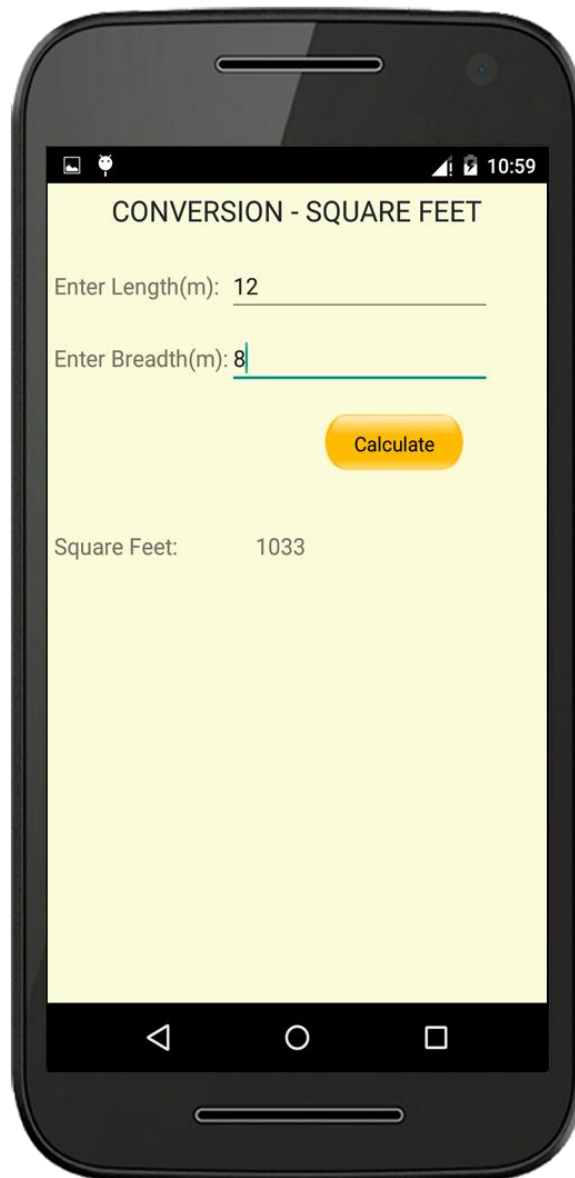 10:59
CONVERSION - SQUARE FEET
Enter Length(m): 12
Enter Breadth(m): 8
Calculate
Square Feet: 1033